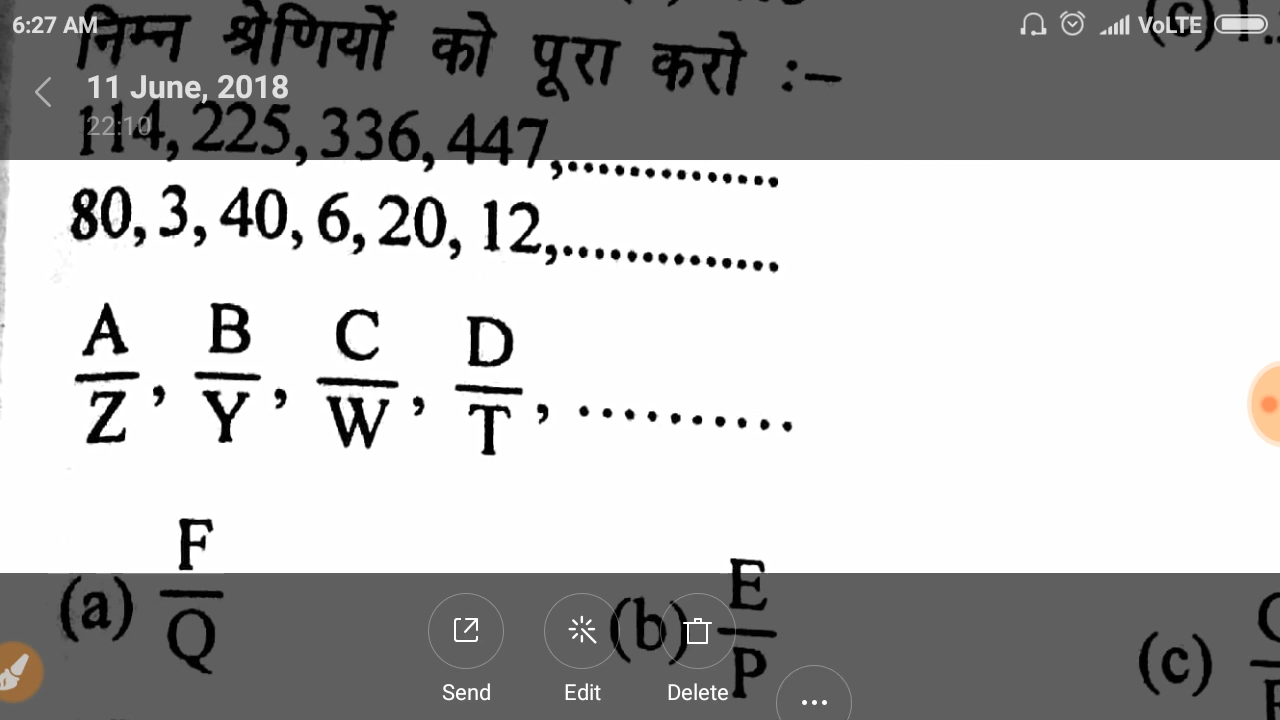 6:27 AM VoLTE
निम्न श्रेणियों को पूरा करो :–
11 June, 2018
22:10
114, 225, 336, 447,..............
80, 3, 40, 6, 20, 12,..............
A/Z, B/Y, C/W, D/T, ..........
(a) F/Q (b) E/P (c)
Send Edit Delete